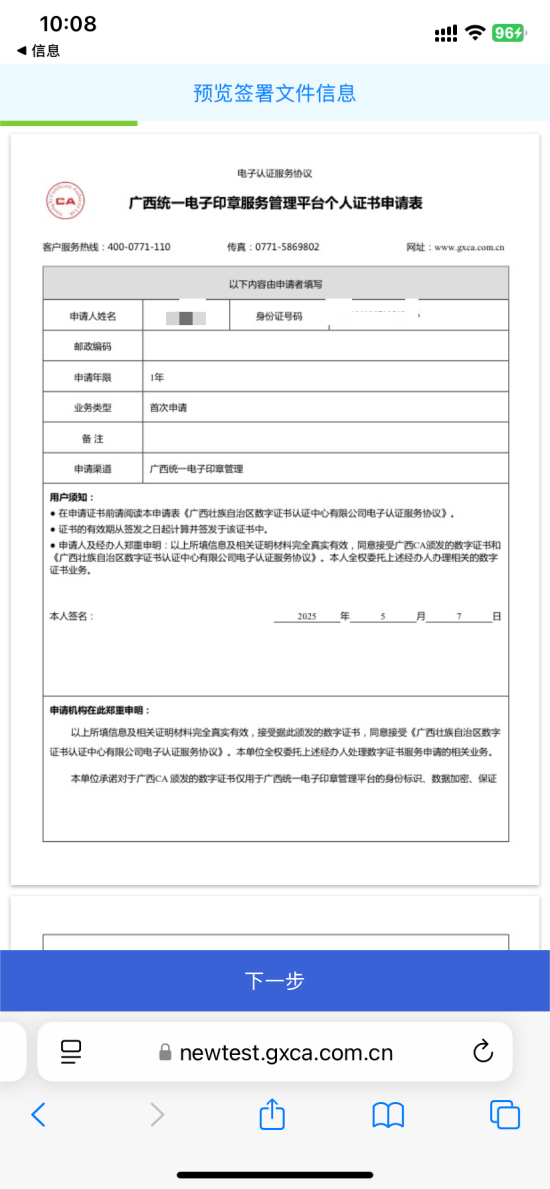 10:08
96
◀ 信息
预览签署文件信息
电子认证服务协议
CA
广西统一电子印章服务管理平台个人证书申请表
客户服务热线：400-0771-110 传真：0771-5869802 网址：www.gxca.com.cn
以下内容由申请者填写
申请人姓名 身份证号码
邮政编码
申请年限 1年
业务类型 首次申请
备 注
申请渠道 广西统一电子印章管理
用户须知：
● 在申请证书前请阅读本申请表《广西壮族自治区数字证书认证中心有限公司电子认证服务协议》。
● 证书的有效期从签发之日起计算并签发于该证书中。
● 申请人及经办人郑重申明：以上所填信息及相关证明材料完全真实有效，同意接受广西CA颁发的数字证书和
《广西壮族自治区数字证书认证中心有限公司电子认证服务协议》。本人全权委托上述经办人办理相关的数字
证书业务。
本人签名： 2025 年 5 月 7 日
申请机构在此郑重申明：
以上所填信息及相关证明材料完全真实有效，接受据此颁发的数字证书，同意接受《广西壮族自治区数字
证书认证中心有限公司电子认证服务协议》。本单位全权委托上述经办人处理数字证书服务申请的相关业务。
本单位承诺对于广西CA 颁发的数字证书仅用于广西统一电子印章管理平台的身份标识、数据加密、保证
下一步
newtest.gxca.com.cn